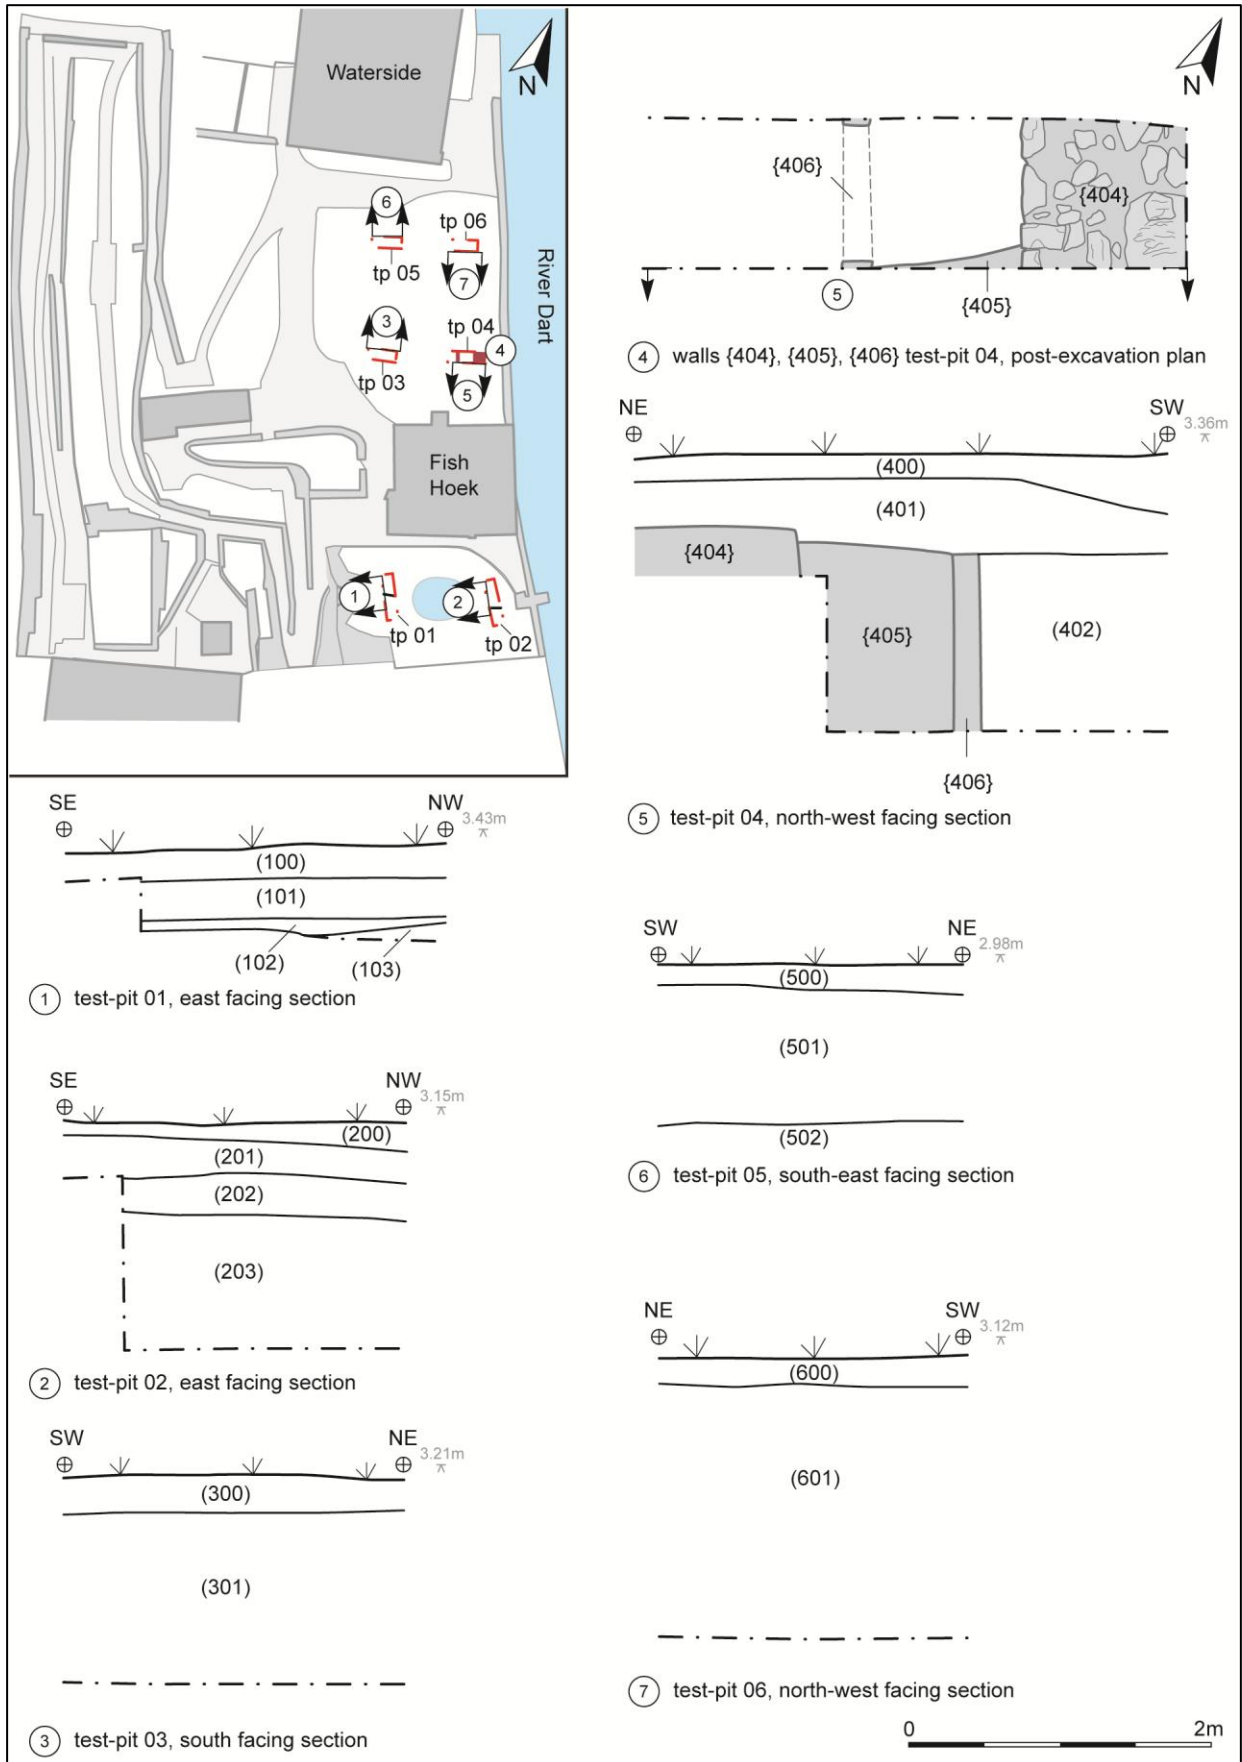 Waterside
N
6
tp 06
tp 05
7
3
tp 04
4
tp 03
5
River Dart
Fish
Hoek
1
2
tp 01
tp 02
N
{406}
{404}
5
{405}
4 walls {404}, {405}, {406} test-pit 04, post-excavation plan
NE SW
3.36m
(400)
(401)
{404}
{405}
(402)
{406}
5 test-pit 04, north-west facing section
SE NW
3.43m
(100)
(101)
(102)
(103)
1 test-pit 01, east facing section
SW NE
2.98m
(500)
(501)
(502)
6 test-pit 05, south-east facing section
SE NW
3.15m
(200)
(201)
(202)
(203)
2 test-pit 02, east facing section
NE SW
3.12m
(600)
(601)
7 test-pit 06, north-west facing section
SW NE
3.21m
(300)
(301)
3 test-pit 03, south facing section
0 2m